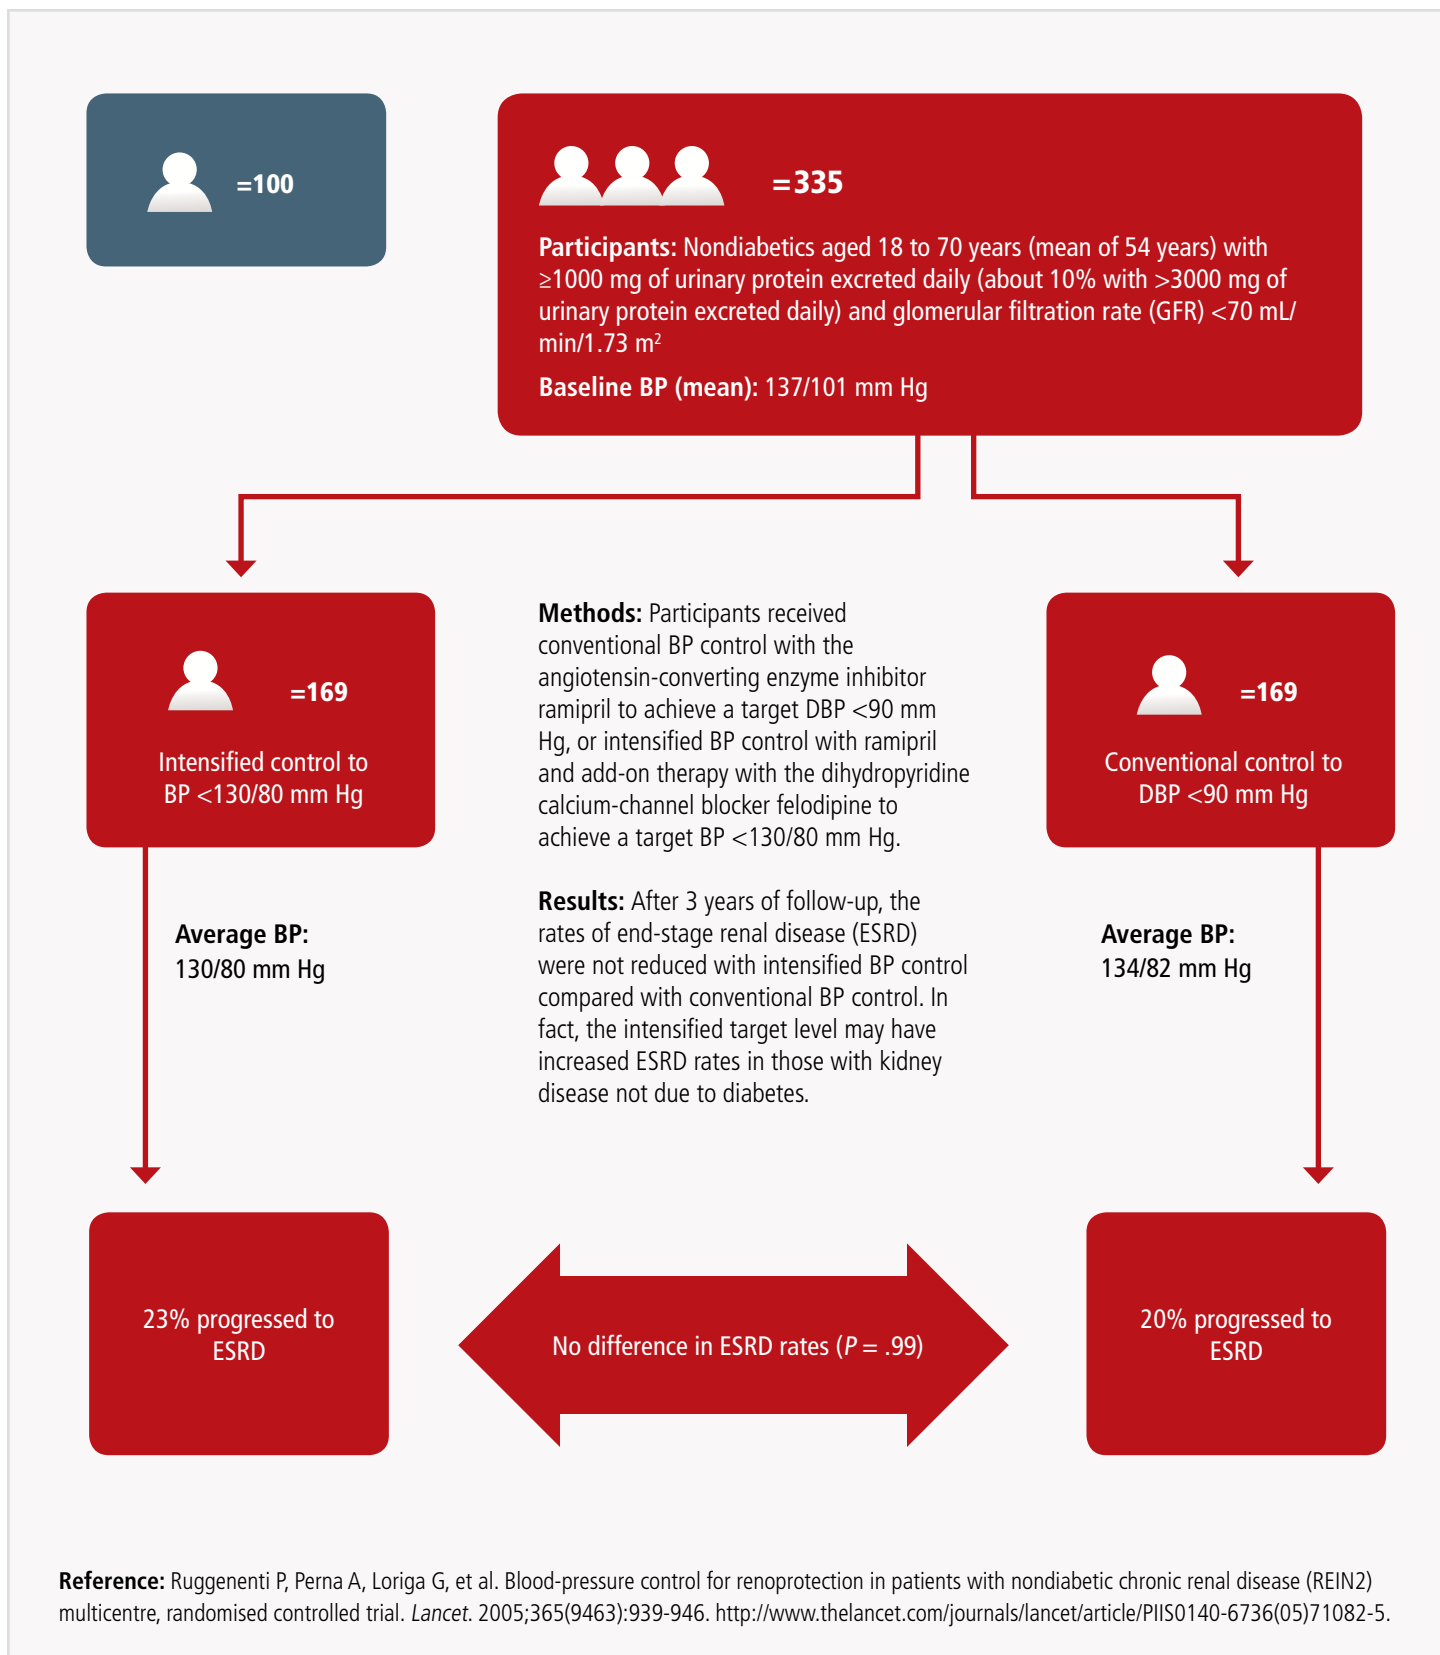 =100
=335
Participants: Nondiabetics aged 18 to 70 years (mean of 54 years) with
≥1000 mg of urinary protein excreted daily (about 10% with >3000 mg of
urinary protein excreted daily) and glomerular filtration rate (GFR) <70 mL/
min/1.73 m²
Baseline BP (mean): 137/101 mm Hg
=169
Intensified control to
BP <130/80 mm Hg
Methods: Participants received
conventional BP control with the
angiotensin-converting enzyme inhibitor
ramipril to achieve a target DBP <90 mm
Hg, or intensified BP control with ramipril
and add-on therapy with the dihydropyridine
calcium-channel blocker felodipine to
achieve a target BP <130/80 mm Hg.
Results: After 3 years of follow-up, the
rates of end-stage renal disease (ESRD)
were not reduced with intensified BP control
compared with conventional BP control. In
fact, the intensified target level may have
increased ESRD rates in those with kidney
disease not due to diabetes.
=169
Conventional control to
DBP <90 mm Hg
Average BP:
130/80 mm Hg
Average BP:
134/82 mm Hg
23% progressed to
ESRD
No difference in ESRD rates (P = .99)
20% progressed to
ESRD
Reference: Ruggenenti P, Perna A, Loriga G, et al. Blood-pressure control for renoprotection in patients with nondiabetic chronic renal disease (REIN2)
multicentre, randomised controlled trial. Lancet. 2005;365(9463):939-946. http://www.thelancet.com/journals/lancet/article/PIIS0140-6736(05)71082-5.